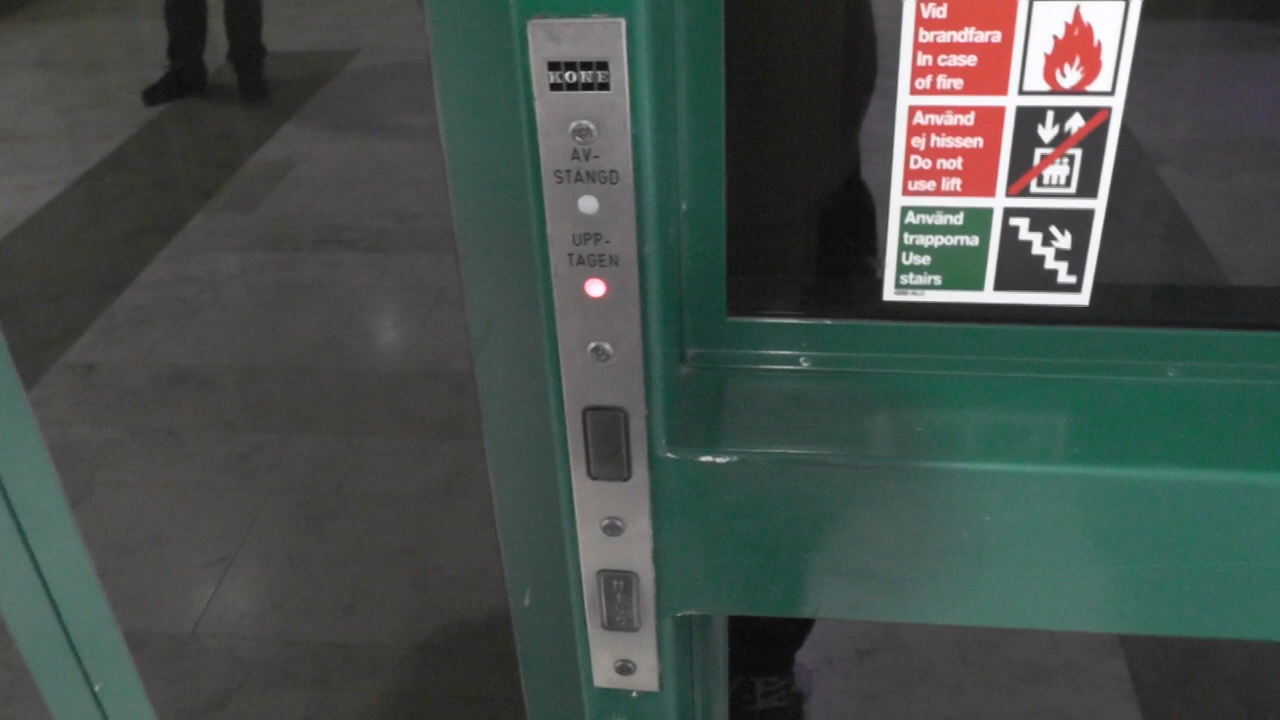 KONE
AV-
STÄNGD
UPP-
TAGEN
Vid
brandfara
In case
of fire
Använd
ej hissen
Do not
use lift
Använd
trapporna
Use
stairs